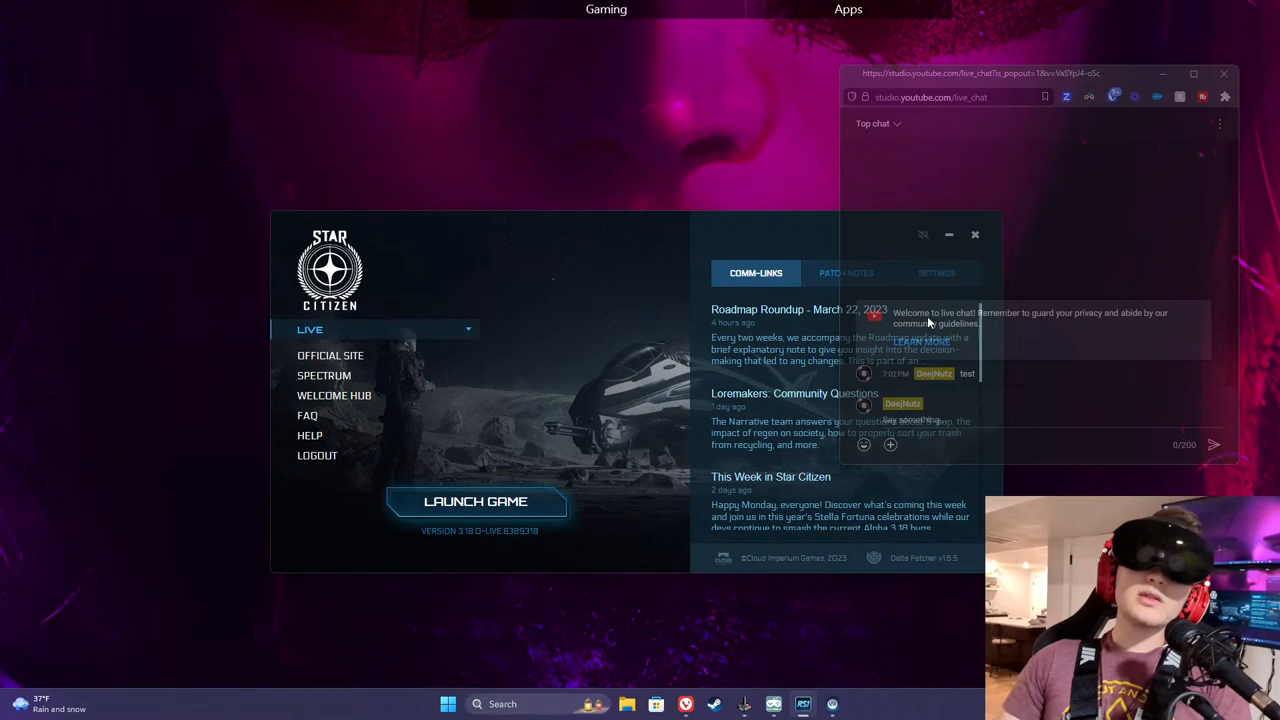 Gaming
Apps
https://studio.youtube.com/live_chat?is_popout=1&v=VaSYpJ4-oSc
studio.youtube.com/live_chat
Top chat
STAR
CITIZEN
LIVE
OFFICIAL SITE
SPECTRUM
WELCOME HUB
FAQ
HELP
LOGOUT
LAUNCH GAME
VERSION 3.18.0-LIVE.8389318
COMM-LINKS
PATCH NOTES
SETTINGS
Roadmap Roundup - March 22, 2023
4 hours ago
Every two weeks, we accompany the Roadmap update with a
brief explanatory note to give you insight into the decision-
making that led to any changes. This is part of an
Loremakers: Community Questions
1 day ago
The Narrative team answers your questions about
impact of regen on society, how to properly sort your trash
from recycling, and more.
This Week in Star Citizen
2 days ago
Happy Monday, everyone! Discover what's coming this week
and join us in this year's Stella Fortuna celebrations while our
devs continue to smash the current Alpha 3.18 bugs.
©Cloud Imperium Games, 2023
Delta Patcher v1.6.5
Welcome to live chat! Remember to guard your privacy and abide by our
community guidelines.
LEARN MORE
7:02 PM DeejNutz test
DeejNutz
Say something...
0/200
37°F
Rain and snow
Search
RSI